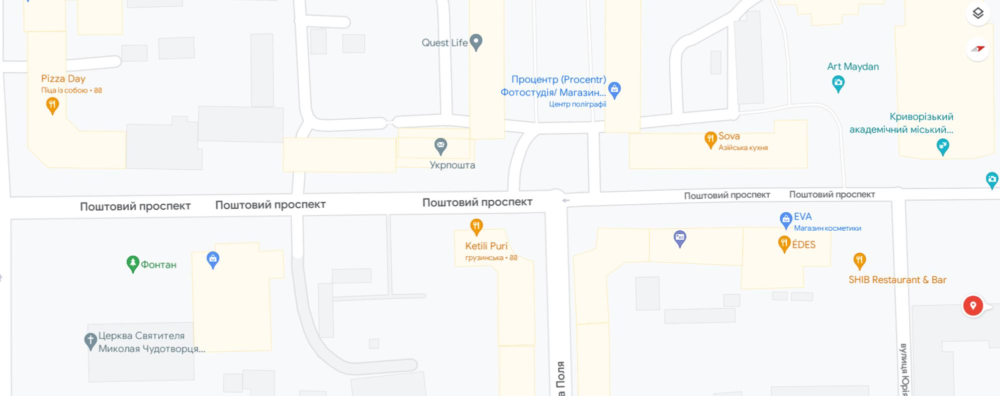 Quest Life
Art Maydan
Pizza Day
Піца із собою • ₴₴
Процентр (Procentr)
Фотостудія/ Магазин...
Центр поліграфії
Криворізький
академічний міський...
Sova
Азійська кухня
Укрпошта
Поштовий проспект
Поштовий проспект
Поштовий проспект
Поштовий проспект
Поштовий проспект
EVA
Магазин косметики
Ketili Puri
грузинська • ₴₴
ÉDES
Фонтан
SHIB Restaurant & Bar
Церква Святителя
Миколая Чудотворця...
а Поля
вулиця Юрія